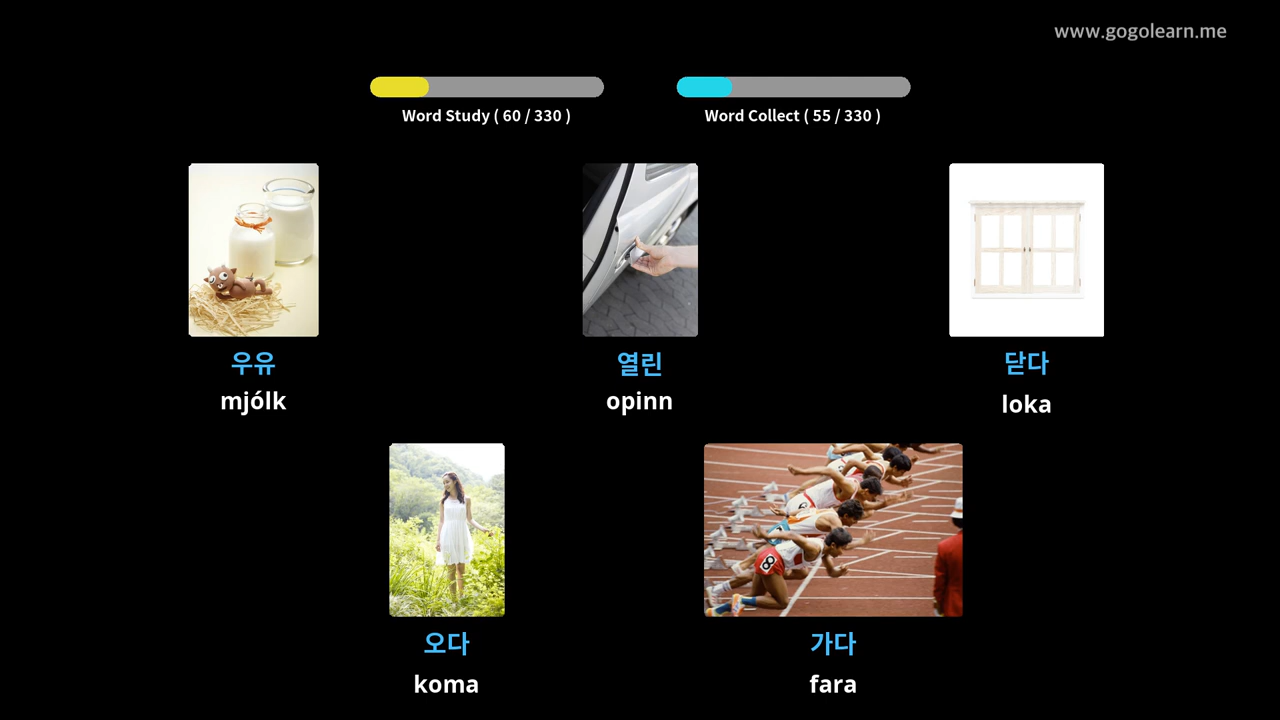 www.gogolearn.me
Word Study ( 60 / 330 )
Word Collect ( 55 / 330 )
우유
mjólk
열린
opinn
닫다
loka
오다
koma
가다
fara